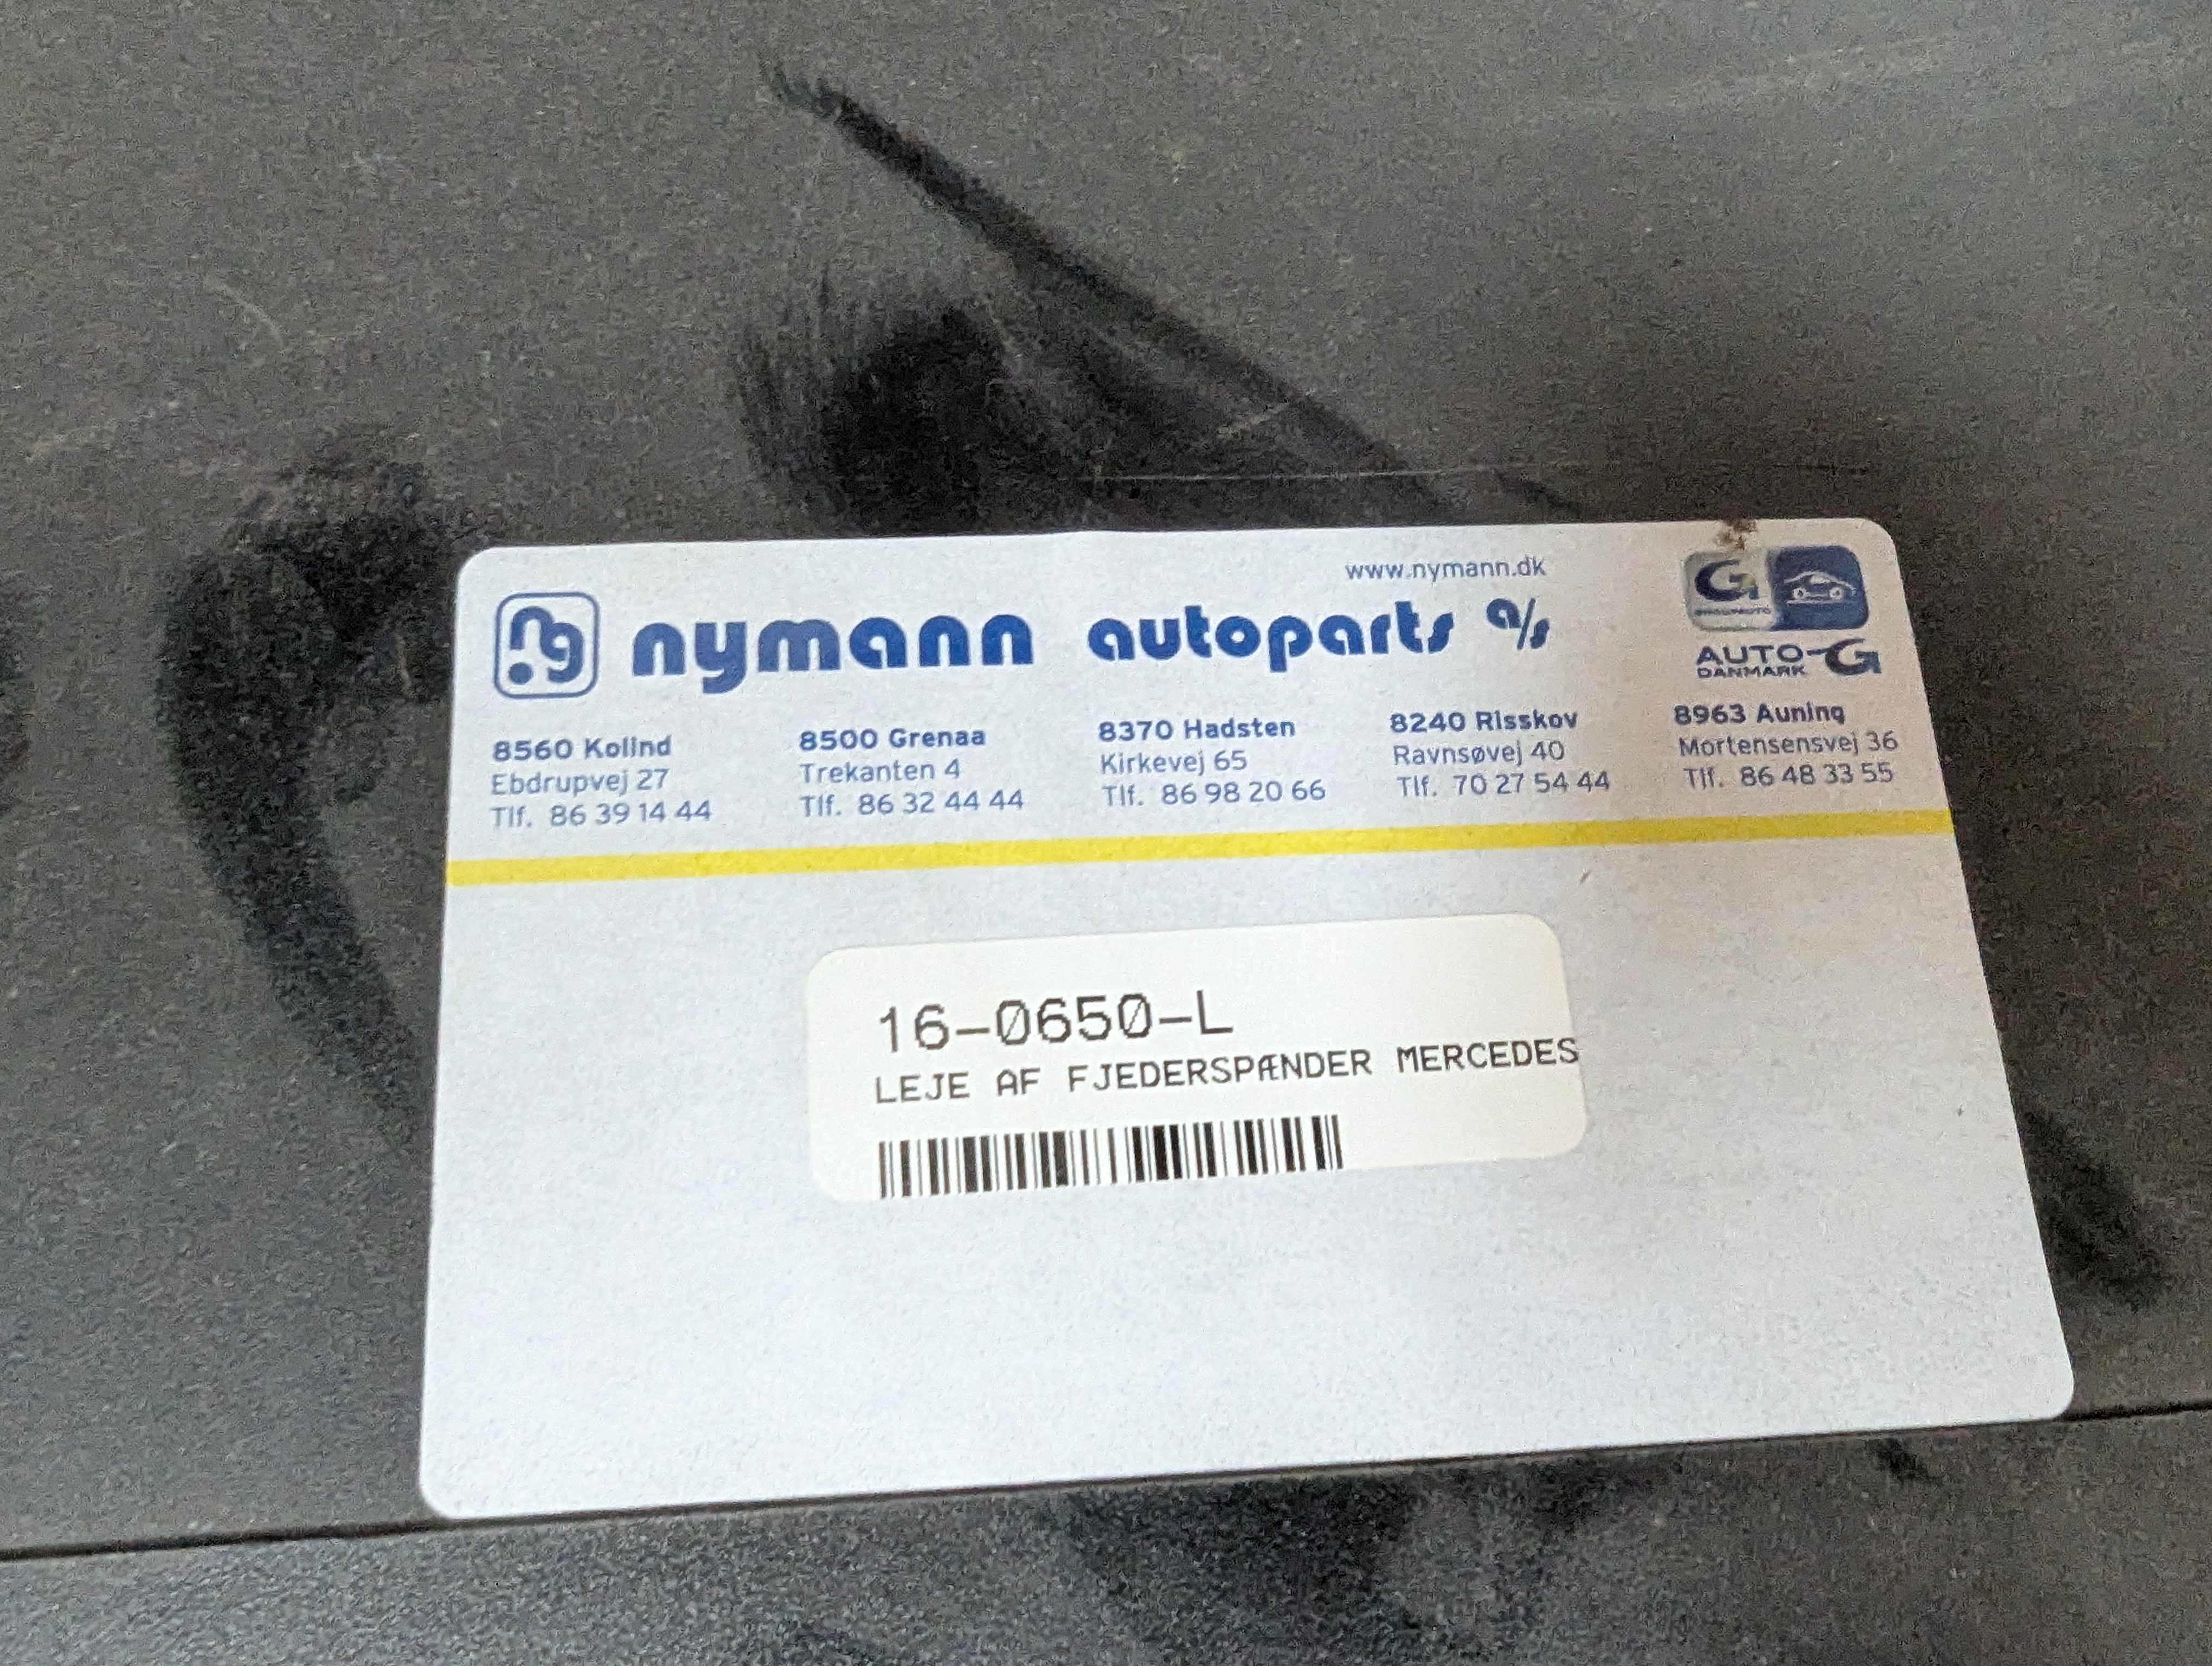 www.nymann.dk
nymann autoparts a/s
G
AUTO-G
DANMARK
8560 Kolind
Ebdrupvej 27
Tlf. 86 39 14 44
8500 Grenaa
Trekanten 4
Tlf. 86 32 44 44
8370 Hadsten
Kirkevej 65
Tlf. 86 98 20 66
8240 Risskov
Ravnsøvej 40
Tlf. 70 27 54 44
8963 Auning
Mortensensvej 36
Tlf. 86 48 33 55
16-0650-L
LEJE AF FJEDERSPÆNDER MERCEDES